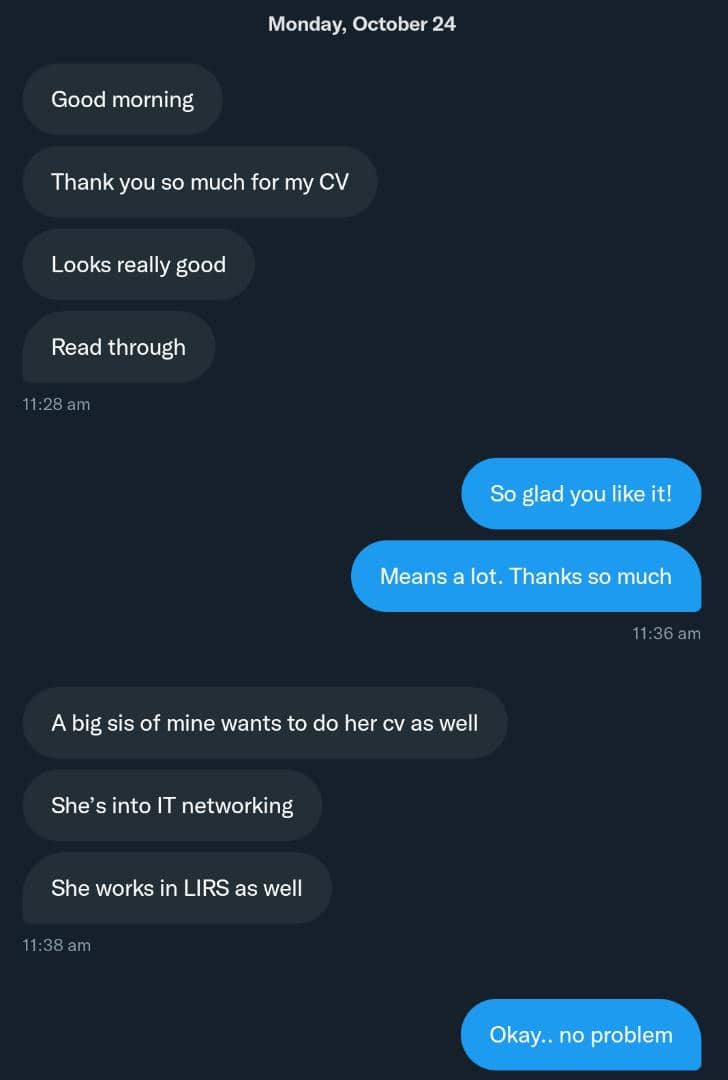 Monday, October 24
Good morning
Thank you so much for my CV
Looks really good
Read through
11:28 am
So glad you like it!
Means a lot. Thanks so much
11:36 am
A big sis of mine wants to do her cv as well
She’s into IT networking
She works in LIRS as well
11:38 am
Okay.. no problem